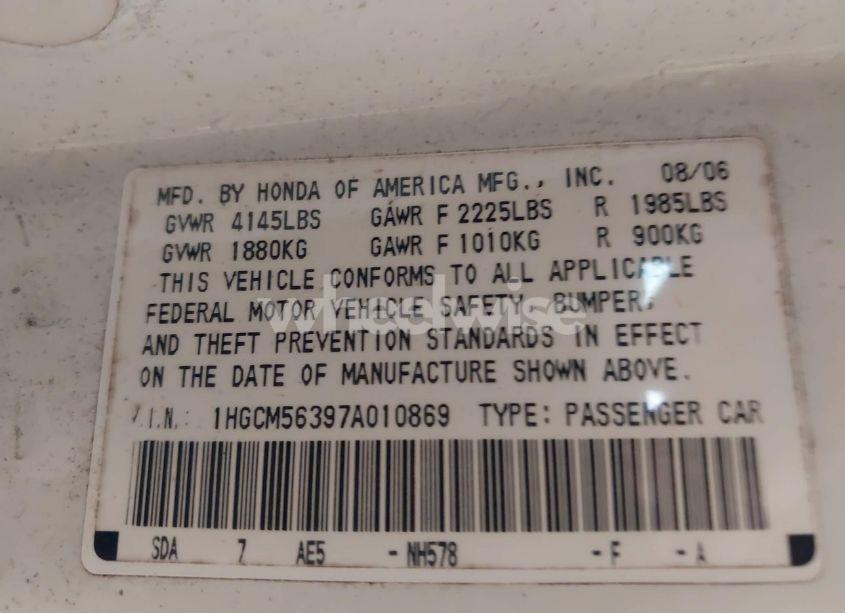 MFD. BY HONDA OF AMERICA MFG., INC. 08/06
GVWR 4145LBS GAWR F 2225LBS R 1985LBS
GVWR 1880KG GAWR F 1010KG R 900KG
THIS VEHICLE CONFORMS TO ALL APPLICABLE
FEDERAL MOTOR VEHICLE SAFETY, BUMPER,
AND THEFT PREVENTION STANDARDS IN EFFECT
ON THE DATE OF MANUFACTURE SHOWN ABOVE.
V.I.N.: 1HGCM56397A010869 TYPE: PASSENGER CAR
SDA 7 AE5 -NH578 -F -A
wheelwise